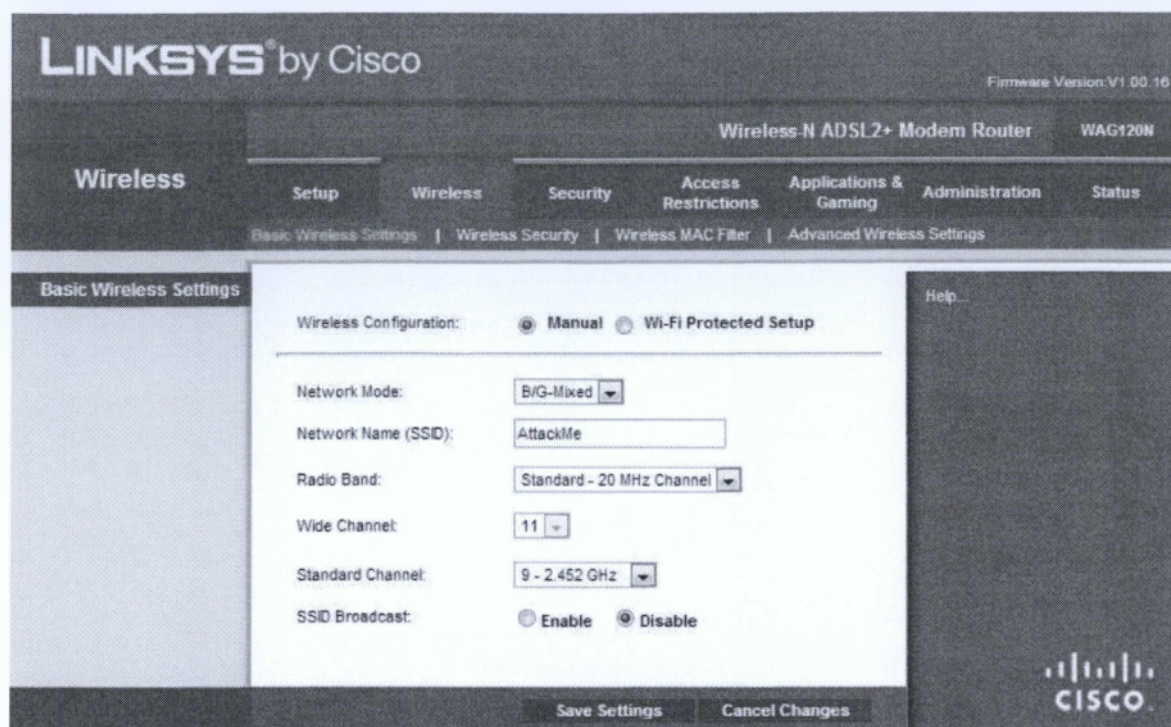 LINKSYS® by Cisco
Firmware Version:V1.00.16
Wireless-N ADSL2+ Modem Router WAG120N
Wireless
Setup Wireless Security Access Restrictions Applications & Gaming Administration Status
Basic Wireless Settings | Wireless Security | Wireless MAC Filter | Advanced Wireless Settings
Basic Wireless Settings
Help...
Wireless Configuration: Manual Wi-Fi Protected Setup
Network Mode: B/G-Mixed
Network Name (SSID): AttackMe
Radio Band: Standard - 20 MHz Channel
Wide Channel: 11
Standard Channel: 9 - 2.452 GHz
SSID Broadcast: Enable Disable
Save Settings Cancel Changes
CISCO